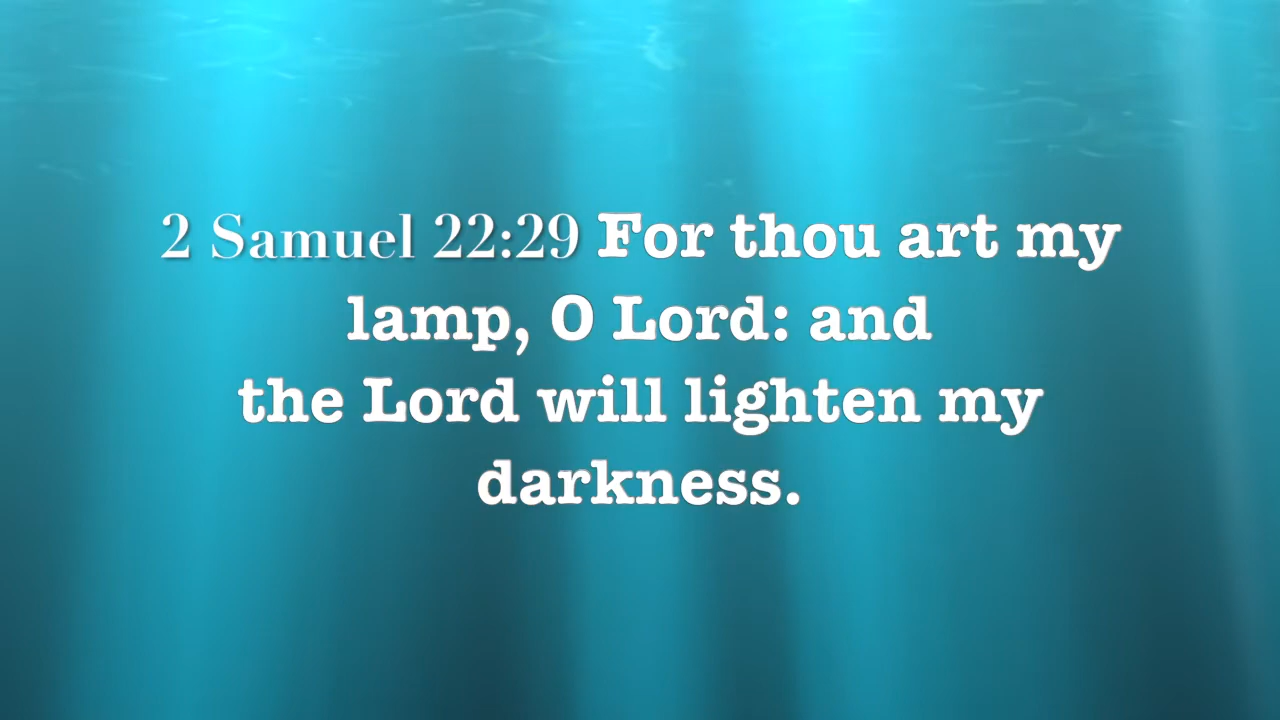 2 Samuel 22:29 For thou art my
lamp, O Lord: and
the Lord will lighten my
darkness.